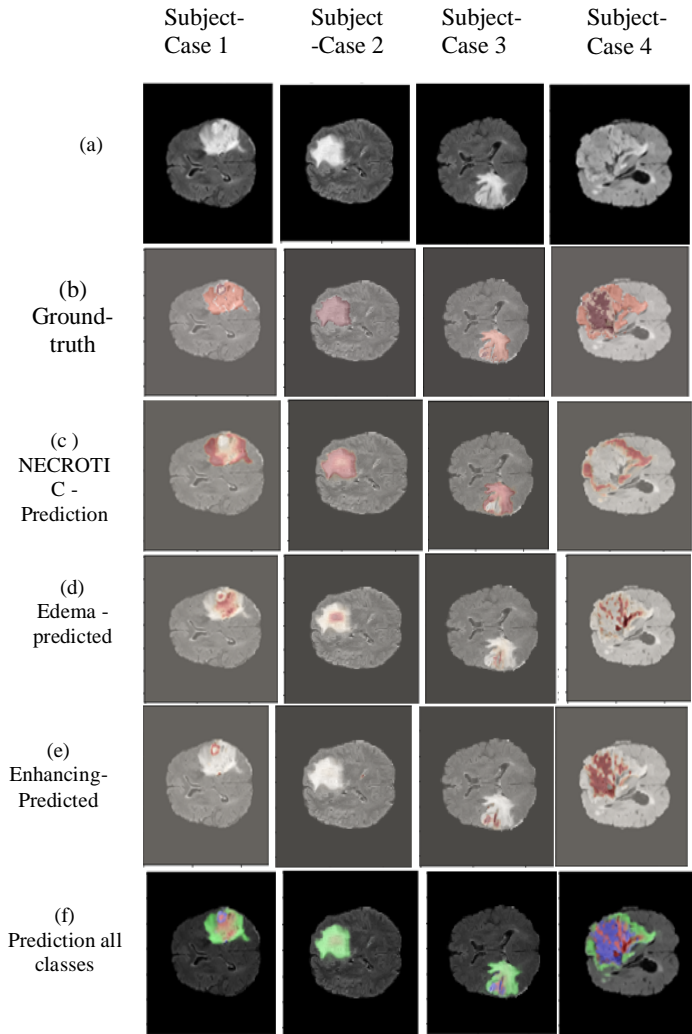 Subject-
Case 1
Subject
-Case 2
Subject-
Case 3
Subject-
Case 4
(a)
(b)
Ground-
truth
(c )
NECROTI
C -
Prediction
(d)
Edema -
predicted
(e)
Enhancing-
Predicted
(f)
Prediction all
classes